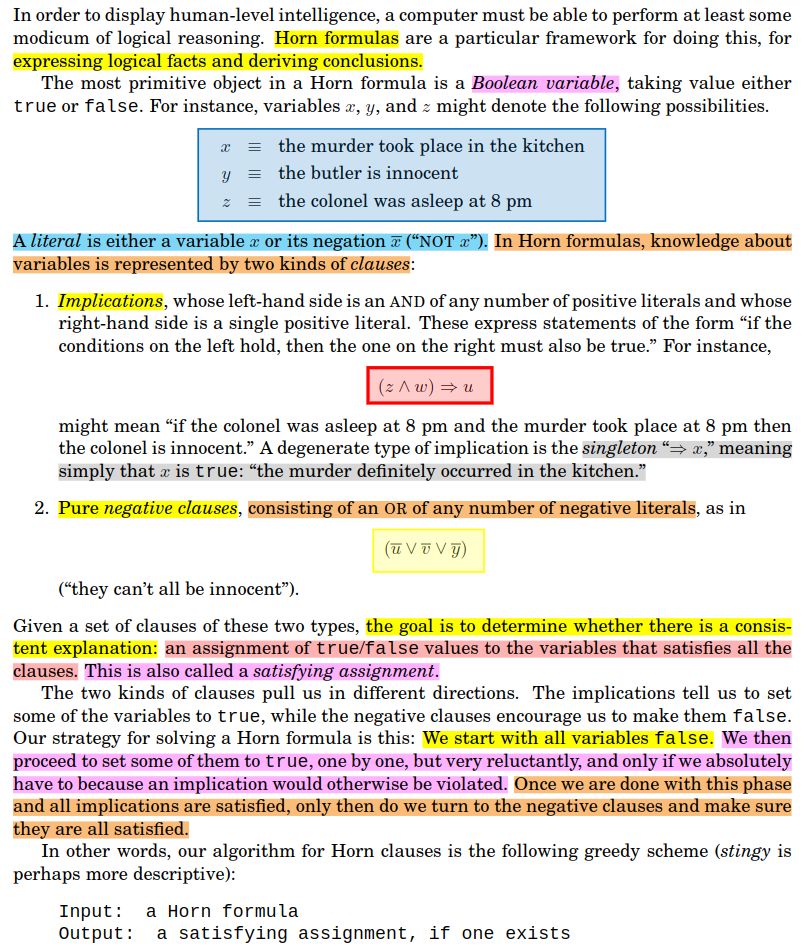 In order to display human-level intelligence, a computer must be able to perform at least some
modicum of logical reasoning. Horn formulas are a particular framework for doing this, for
expressing logical facts and deriving conclusions.
The most primitive object in a Horn formula is a Boolean variable, taking value either
true or false. For instance, variables x, y, and z might denote the following possibilities.
x ≡ the murder took place in the kitchen
y ≡ the butler is innocent
z ≡ the colonel was asleep at 8 pm
A literal is either a variable x or its negation x̅ (“NOT x”). In Horn formulas, knowledge about
variables is represented by two kinds of clauses:
1. Implications, whose left-hand side is an AND of any number of positive literals and whose
right-hand side is a single positive literal. These express statements of the form “if the
conditions on the left hold, then the one on the right must also be true.” For instance,
(z ∧ w) ⇒ u
might mean “if the colonel was asleep at 8 pm and the murder took place at 8 pm then
the colonel is innocent.” A degenerate type of implication is the singleton “⇒ x,” meaning
simply that x is true: “the murder definitely occurred in the kitchen.”
2. Pure negative clauses, consisting of an OR of any number of negative literals, as in
(u̅ ∨ v̅ ∨ y̅)
(“they can’t all be innocent”).
Given a set of clauses of these two types, the goal is to determine whether there is a consis-
tent explanation: an assignment of true/false values to the variables that satisfies all the
clauses. This is also called a satisfying assignment.
The two kinds of clauses pull us in different directions. The implications tell us to set
some of the variables to true, while the negative clauses encourage us to make them false.
Our strategy for solving a Horn formula is this: We start with all variables false. We then
proceed to set some of them to true, one by one, but very reluctantly, and only if we absolutely
have to because an implication would otherwise be violated. Once we are done with this phase
and all implications are satisfied, only then do we turn to the negative clauses and make sure
they are all satisfied.
In other words, our algorithm for Horn clauses is the following greedy scheme (stingy is
perhaps more descriptive):
Input: a Horn formula
Output: a satisfying assignment, if one exists